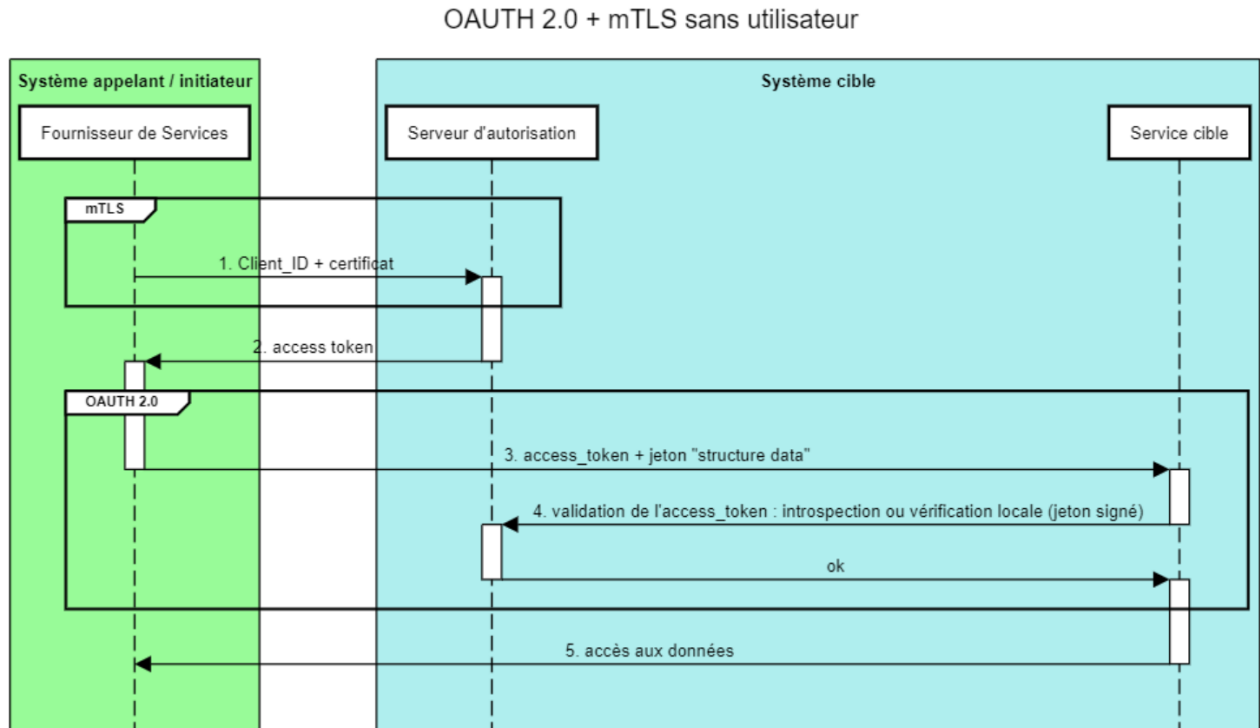 OAUTH 2.0 + mTLS sans utilisateur
Système appelant / initiateur
Système cible
Fournisseur de Services
Serveur d'autorisation
Service cible
mTLS
1. Client_ID + certificat
2. access token
OAUTH 2.0
3. access_token + jeton "structure data"
4. validation de l'access_token : introspection ou vérification locale (jeton signé)
ok
5. accès aux données